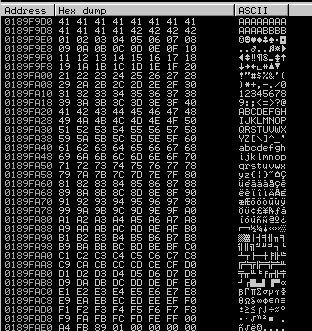 Address Hex dump ASCII
0189F9D0 41 41 41 41 41 41 41 41 AAAAAAAA
0189F9D8 41 41 41 41 42 42 42 42 AAAABBBB
0189F9E0 01 02 03 04 05 06 07 08 ☺☻♥♦♣♠•◘
0189F9E8 09 0A 0B 0C 0D 0E 0F 10
0189F9F0 11 12 13 14 15 16 17 18 ◄↕‼¶§▬↨↑
0189F9F8 19 1A 1B 1C 1D 1E 1F 20 ↓→←∟↔▲▼
0189FA00 21 22 23 24 25 26 27 28 !"#$%&'(
0189FA08 29 2A 2B 2C 2D 2E 2F 30 )*+,-./0
0189FA10 31 32 33 34 35 36 37 38 12345678
0189FA18 39 3A 3B 3C 3D 3E 3F 40 9:;<=>?@
0189FA20 41 42 43 44 45 46 47 48 ABCDEFGH
0189FA28 49 4A 4B 4C 4D 4E 4F 50 IJKLMNOP
0189FA30 51 52 53 54 55 56 57 58 QRSTUVWX
0189FA38 59 5A 5B 5C 5D 5E 5F 60 YZ[\]^_`
0189FA40 61 62 63 64 65 66 67 68 abcdefgh
0189FA48 69 6A 6B 6C 6D 6E 6F 70 ijklmnop
0189FA50 71 72 73 74 75 76 77 78 qrstuvwx
0189FA58 79 7A 7B 7C 7D 7E 7F 80 yz{|}~⌂Ç
0189FA60 81 82 83 84 85 86 87 88 üéâäàåçê
0189FA68 89 8A 8B 8C 8D 8E 8F 90 ëèïîìÄÅÉ
0189FA70 91 92 93 94 95 96 97 98 æÆôöòûùÿ
0189FA78 99 9A 9B 9C 9D 9E 9F A0 ÖÜ¢£¥₧ƒá
0189FA80 A1 A2 A3 A4 A5 A6 A7 A8 íóúñÑªº¿
0189FA88 A9 AA AB AC AD AE AF B0 ⌐¬½¼¡«»░
0189FA90 B1 B2 B3 B4 B5 B6 B7 B8 ▒▓│┤╡╢╖╕
0189FA98 B9 BA BB BC BD BE BF C0 ╣║╗╝╜╛┐└
0189FAA0 C1 C2 C3 C4 C5 C6 C7 C8 ┴┬├─┼╞╟╚
0189FAA8 C9 CA CB CC CD CE CF D0 ╔╩╦╠═╬╧╨
0189FAB0 D1 D2 D3 D4 D5 D6 D7 D8 ╤╥╙╘╒╓╫╪
0189FAB8 D9 DA DB DC DD DE DF E0 ┘┌█▄▌▐▀α
0189FAC0 E1 E2 E3 E4 E5 E6 E7 E8 ßΓπΣσµτΦ
0189FAC8 E9 EA EB EC ED EE EF F0 ΘΩδ∞φε∩≡
0189FAD0 F1 F2 F3 F4 F5 F6 F7 F8 ±≥≤⌠⌡÷≈°
0189FAD8 F9 FA FB FC FD FE FF 00
0189FAE0 A4 FB 89 01 00 00 00 00